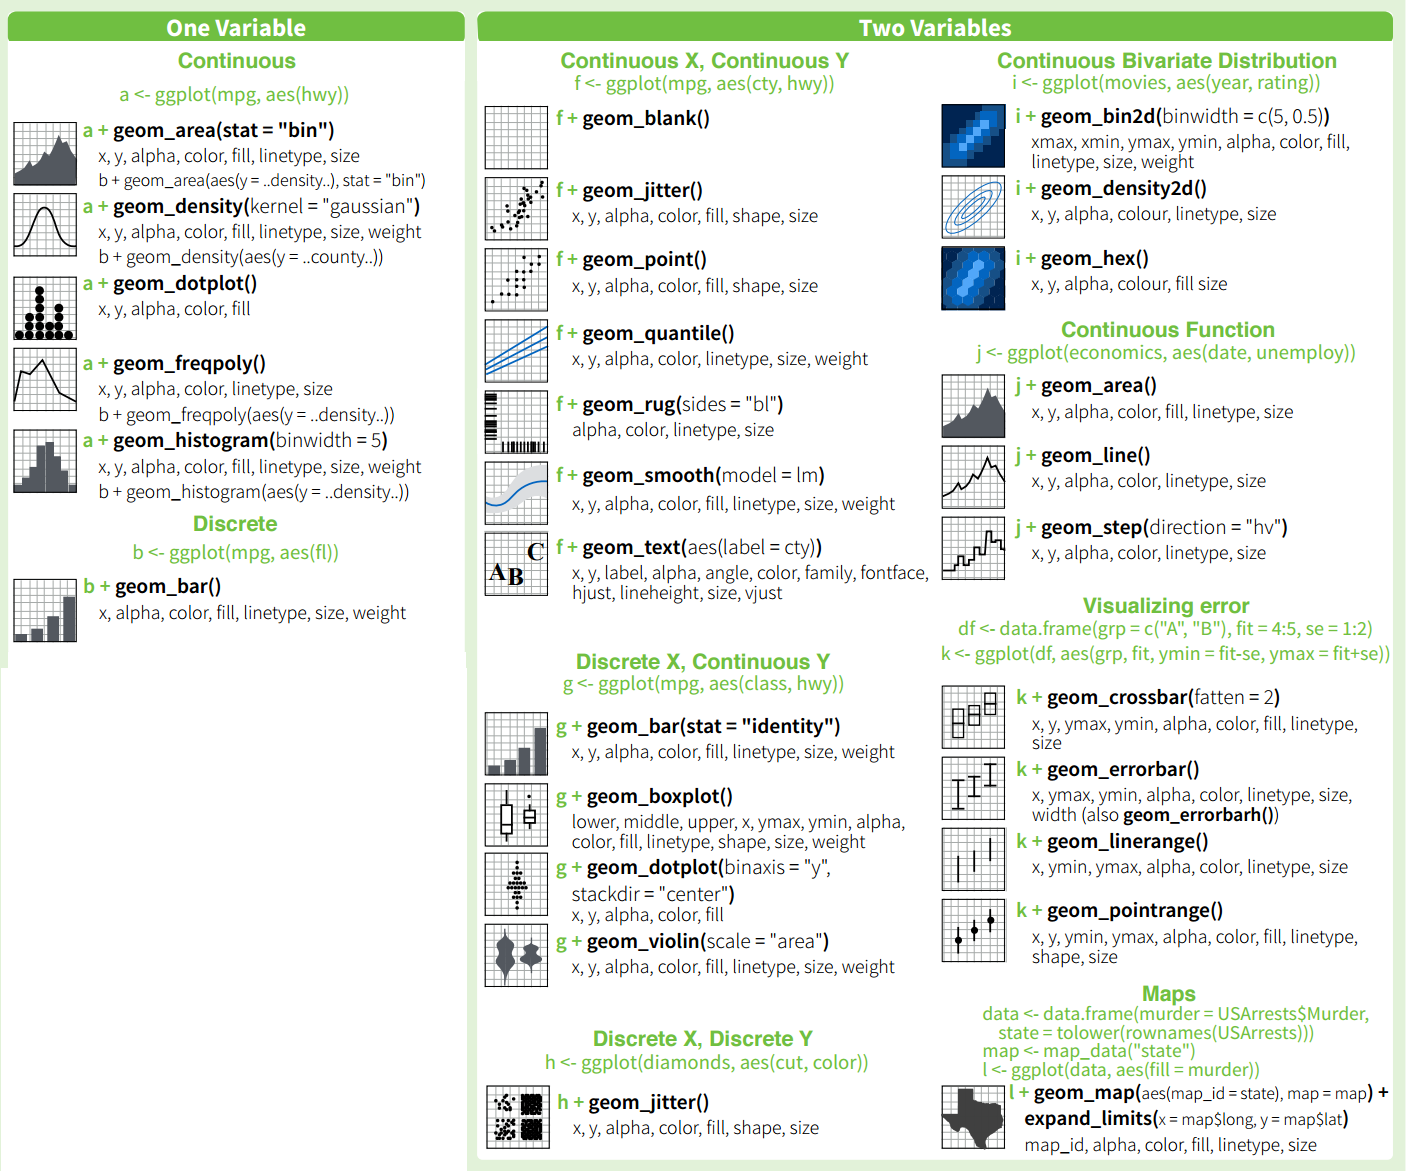 One Variable
Continuous
a <- ggplot(mpg, aes(hwy))
a + geom_area(stat = "bin")
x, y, alpha, color, fill, linetype, size
b + geom_area(aes(y = ..density..), stat = "bin")
a + geom_density(kernel = "gaussian")
x, y, alpha, color, fill, linetype, size, weight
b + geom_density(aes(y = ..county..))
a + geom_dotplot()
x, y, alpha, color, fill
a + geom_freqpoly()
x, y, alpha, color, linetype, size
b + geom_freqpoly(aes(y = ..density..))
a + geom_histogram(binwidth = 5)
x, y, alpha, color, fill, linetype, size, weight
b + geom_histogram(aes(y = ..density..))
Discrete
b <- ggplot(mpg, aes(fl))
b + geom_bar()
x, alpha, color, fill, linetype, size, weight
Two Variables
Continuous X, Continuous Y
f <- ggplot(mpg, aes(cty, hwy))
f + geom_blank()
f + geom_jitter()
x, y, alpha, color, fill, shape, size
f + geom_point()
x, y, alpha, color, fill, shape, size
f + geom_quantile()
x, y, alpha, color, linetype, size, weight
f + geom_rug(sides = "bl")
alpha, color, linetype, size
f + geom_smooth(model = lm)
x, y, alpha, color, fill, linetype, size, weight
C
AB
f + geom_text(aes(label = cty))
x, y, label, alpha, angle, color, family, fontface,
hjust, lineheight, size, vjust
Discrete X, Continuous Y
g <- ggplot(mpg, aes(class, hwy))
g + geom_bar(stat = "identity")
x, y, alpha, color, fill, linetype, size, weight
g + geom_boxplot()
lower, middle, upper, x, ymax, ymin, alpha,
color, fill, linetype, shape, size, weight
g + geom_dotplot(binaxis = "y",
stackdir = "center")
x, y, alpha, color, fill
g + geom_violin(scale = "area")
x, y, alpha, color, fill, linetype, size, weight
Discrete X, Discrete Y
h <- ggplot(diamonds, aes(cut, color))
h + geom_jitter()
x, y, alpha, color, fill, shape, size
Continuous Bivariate Distribution
i <- ggplot(movies, aes(year, rating))
i + geom_bin2d(binwidth = c(5, 0.5))
xmax, xmin, ymax, ymin, alpha, color, fill,
linetype, size, weight
i + geom_density2d()
x, y, alpha, colour, linetype, size
i + geom_hex()
x, y, alpha, colour, fill size
Continuous Function
j <- ggplot(economics, aes(date, unemploy))
j + geom_area()
x, y, alpha, color, fill, linetype, size
j + geom_line()
x, y, alpha, color, linetype, size
j + geom_step(direction = "hv")
x, y, alpha, color, linetype, size
Visualizing error
df <- data.frame(grp = c("A", "B"), fit = 4:5, se = 1:2)
k <- ggplot(df, aes(grp, fit, ymin = fit-se, ymax = fit+se))
k + geom_crossbar(fatten = 2)
x, y, ymax, ymin, alpha, color, fill, linetype,
size
k + geom_errorbar()
x, ymax, ymin, alpha, color, linetype, size,
width (also geom_errorbarh())
k + geom_linerange()
x, ymin, ymax, alpha, color, linetype, size
k + geom_pointrange()
x, y, ymin, ymax, alpha, color, fill, linetype,
shape, size
Maps
data <- data.frame(murder = USArrests$Murder,
state = tolower(rownames(USArrests)))
map <- map_data("state")
l <- ggplot(data, aes(fill = murder))
l + geom_map(aes(map_id = state), map = map) +
expand_limits(x = map$long, y = map$lat)
map_id, alpha, color, fill, linetype, size